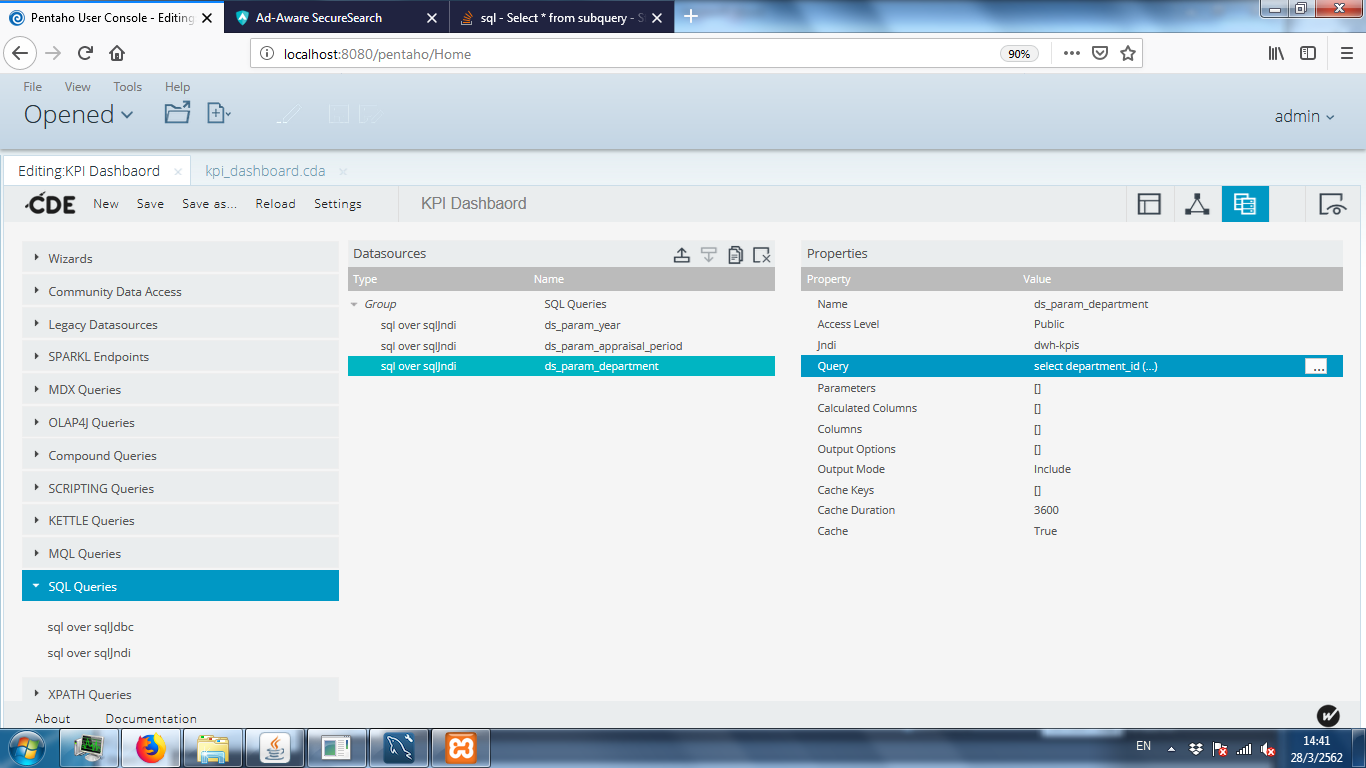 Pentaho User Console - Editing
Ad-Aware SecureSearch
sql - Select * from subquery - S
localhost:8080/pentaho/Home
90%
File View Tools Help
Opened
admin
Editing:KPI Dashbaord
kpi_dashboard.cda
CDE New Save Save as... Reload Settings KPI Dashbaord
Wizards
Community Data Access
Legacy Datasources
SPARKL Endpoints
MDX Queries
OLAP4J Queries
Compound Queries
SCRIPTING Queries
KETTLE Queries
MQL Queries
SQL Queries
sql over sqlJdbc
sql over sqlJndi
XPATH Queries
Datasources
Type Name
Group SQL Queries
sql over sqlJndi ds_param_year
sql over sqlJndi ds_param_appraisal_period
sql over sqlJndi ds_param_department
Properties
Property Value
Name ds_param_department
Access Level Public
Jndi dwh-kpis
Query select department_id (...) ...
Parameters []
Calculated Columns []
Columns []
Output Options []
Output Mode Include
Cache Keys []
Cache Duration 3600
Cache True
About Documentation
EN
14:41
28/3/2562